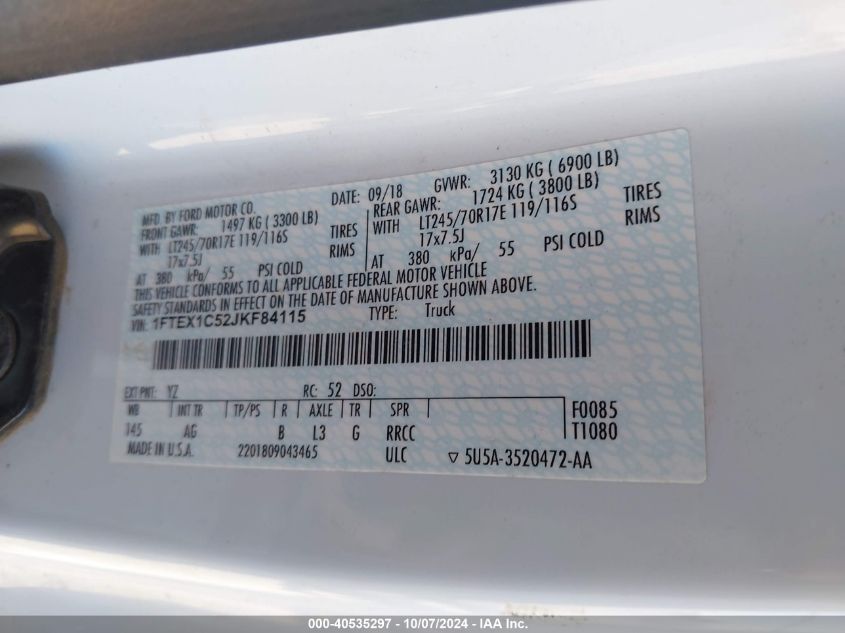 MFD. BY FORD MOTOR CO.
DATE: 09/18 GVWR: 3130 KG ( 6900 LB)
FRONT GAWR: 1497 KG ( 3300 LB)
WITH LT245/70R17E 119/116S TIRES
17x7.5J RIMS
AT 380 kPa/ 55 PSI COLD
REAR GAWR: 1724 KG ( 3800 LB)
WITH LT245/70R17E 119/116S TIRES
17x7.5J RIMS
AT 380 kPa/ 55 PSI COLD
THIS VEHICLE CONFORMS TO ALL APPLICABLE FEDERAL MOTOR VEHICLE
SAFETY STANDARDS IN EFFECT ON THE DATE OF MANUFACTURE SHOWN ABOVE.
VIN: 1FTEX1C52JKF84115 TYPE: Truck
EXT PNT: YZ RC: 52 DSO:
WB INT TR TP/PS R AXLE TR SPR F0085
145 AG B L3 G RRCC T1080
MADE IN U.S.A. 2201809043465 ULC ▽ 5U5A-3520472-AA
000-40535297 - 10/07/2024 - IAA Inc.